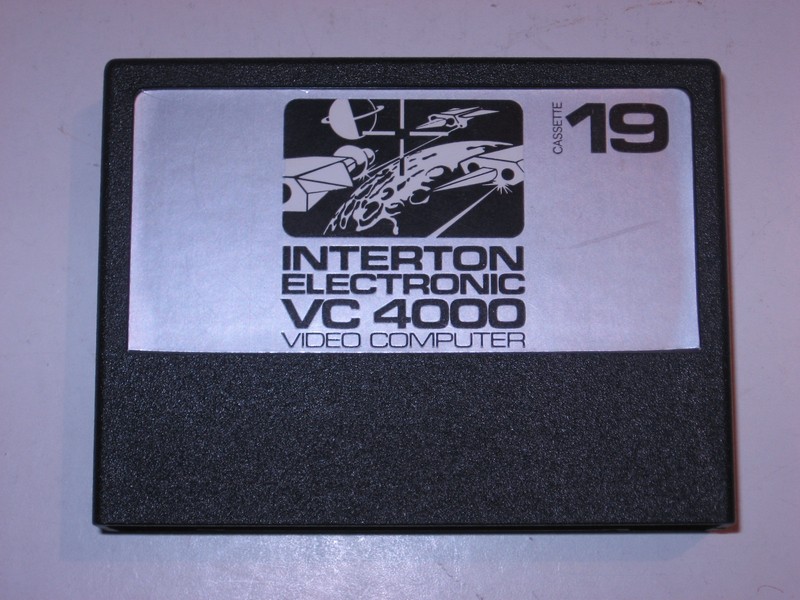 CASSETTE 19
INTERTON
ELECTRONIC
VC 4000
VIDEO COMPUTER